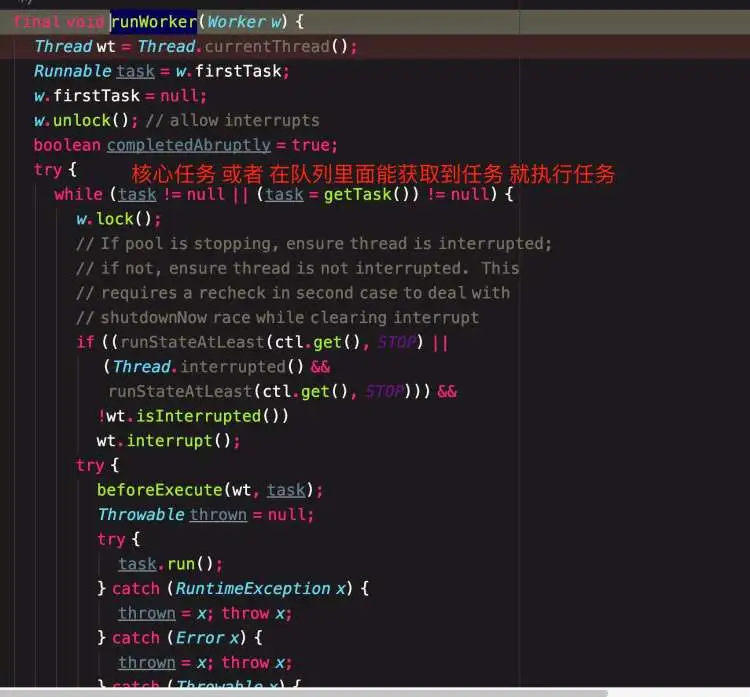 */
final void runWorker(Worker w) {
Thread wt = Thread.currentThread();
Runnable task = w.firstTask;
w.firstTask = null;
w.unlock(); // allow interrupts
boolean completedAbruptly = true;
try {
核心任务 或者 在队列里面能获取到任务 就执行任务
while (task != null || (task = getTask()) != null) {
w.lock();
// If pool is stopping, ensure thread is interrupted;
// if not, ensure thread is not interrupted. This
// requires a recheck in second case to deal with
// shutdownNow race while clearing interrupt
if ((runStateAtLeast(ctl.get(), STOP) ||
(Thread.interrupted() &&
runStateAtLeast(ctl.get(), STOP))) &&
!wt.isInterrupted())
wt.interrupt();
try {
beforeExecute(wt, task);
Throwable thrown = null;
try {
task.run();
} catch (RuntimeException x) {
thrown = x; throw x;
} catch (Error x) {
thrown = x; throw x;
} catch (Throwable x) {